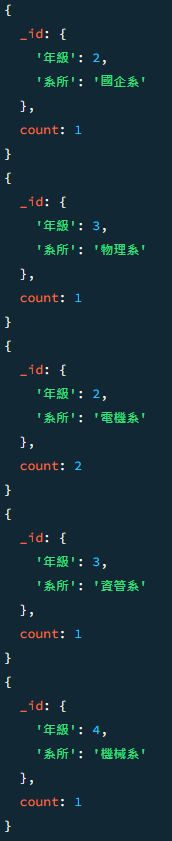 {
  _id: {
    '年級': 2,
    '系所': '國企系'
  },
  count: 1
}
{
  _id: {
    '年級': 3,
    '系所': '物理系'
  },
  count: 1
}
{
  _id: {
    '年級': 2,
    '系所': '電機系'
  },
  count: 2
}
{
  _id: {
    '年級': 3,
    '系所': '資管系'
  },
  count: 1
}
{
  _id: {
    '年級': 4,
    '系所': '機械系'
  },
  count: 1
}